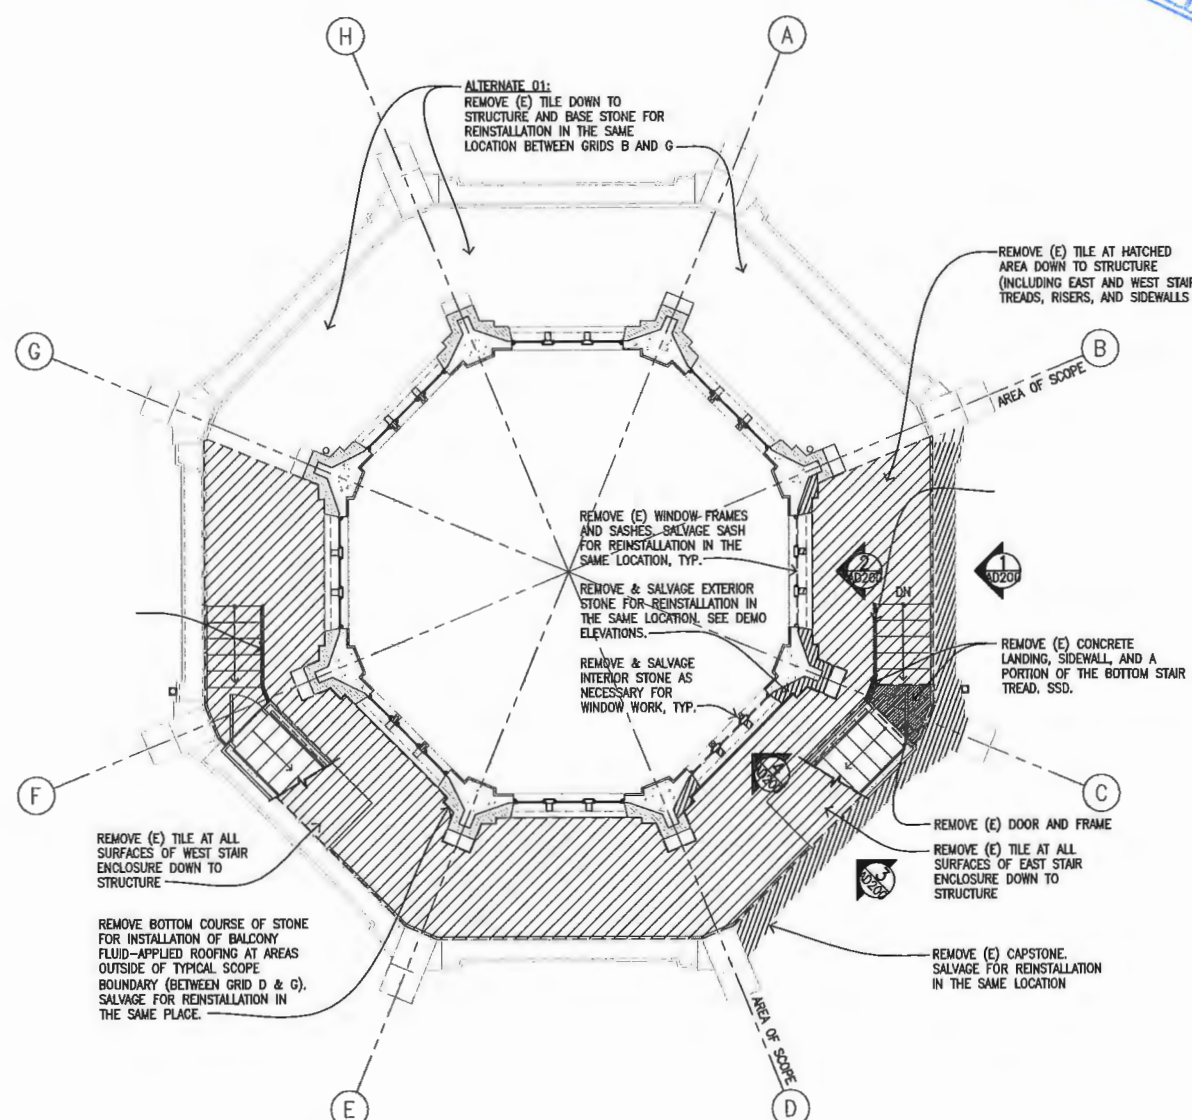 H
A
ALTERNATE 01:
REMOVE (E) TILE DOWN TO
STRUCTURE AND BASE STONE FOR
REINSTALLATION IN THE SAME
LOCATION BETWEEN GRIDS B AND G
REMOVE (E) TILE AT HATCHED
AREA DOWN TO STRUCTURE
(INCLUDING EAST AND WEST STAIR
TREADS, RISERS, AND SIDEWALLS
G
B
AREA OF SCOPE
REMOVE (E) WINDOW FRAMES
AND SASHES. SALVAGE SASH
FOR REINSTALLATION IN THE
SAME LOCATION, TYP.
2
AD200
1
AD200
DN
REMOVE & SALVAGE EXTERIOR
STONE FOR REINSTALLATION IN
THE SAME LOCATION. SEE DEMO
ELEVATIONS.
REMOVE (E) CONCRETE
LANDING, SIDEWALL, AND A
PORTION OF THE BOTTOM STAIR
TREAD. SSD.
REMOVE & SALVAGE
INTERIOR STONE AS
NECESSARY FOR
WINDOW WORK, TYP.
4
AD200
F
C
REMOVE (E) DOOR AND FRAME
REMOVE (E) TILE AT ALL
SURFACES OF WEST STAIR
ENCLOSURE DOWN TO
STRUCTURE
REMOVE (E) TILE AT ALL
SURFACES OF EAST STAIR
ENCLOSURE DOWN TO
STRUCTURE
3
AD200
REMOVE BOTTOM COURSE OF STONE
FOR INSTALLATION OF BALCONY
FLUID-APPLIED ROOFING AT AREAS
OUTSIDE OF TYPICAL SCOPE
BOUNDARY (BETWEEN GRID D & G).
SALVAGE FOR REINSTALLATION IN
THE SAME PLACE.
REMOVE (E) CAPSTONE.
SALVAGE FOR REINSTALLATION
IN THE SAME LOCATION
AREA OF SCOPE
E
D